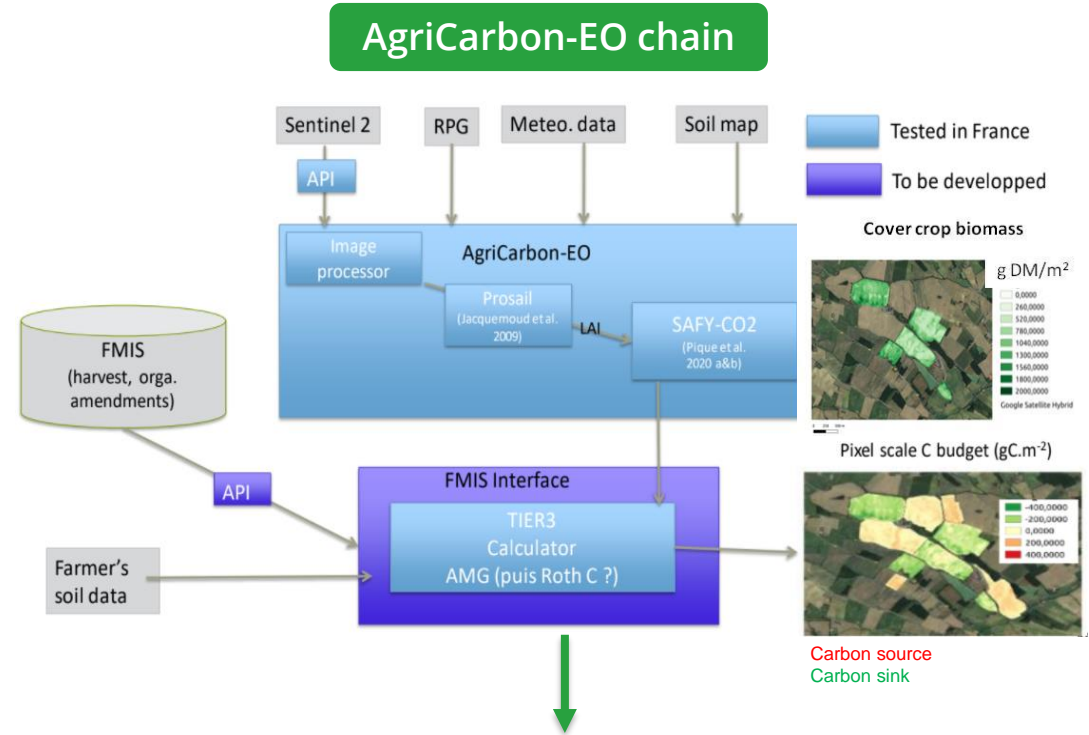 AgriCarbon-EO chain
Sentinel 2
RPG
Meteo. data
Soil map
API
Tested in France
To be developped
Image
processor
AgriCarbon-EO
Prosail
(Jacquemoud et al.
2009)
LAI
SAFY-CO2
(Pique et al.
2020 a&b)
Cover crop biomass
g DM/m²
0,0000
260,0000
520,0000
780,0000
1040,0000
1300,0000
1560,0000
1800,0000
2000,0000
Google Satellite Hybrid
FMIS
(harvest, orga.
amendments)
API
Farmer's
soil data
FMIS Interface
TIER3
Calculator
AMG (puis Roth C ?)
Pixel scale C budget (gC.m-²)
-400,0000
-200,0000
0,0000
200,0000
400,0000
Carbon source
Carbon sink